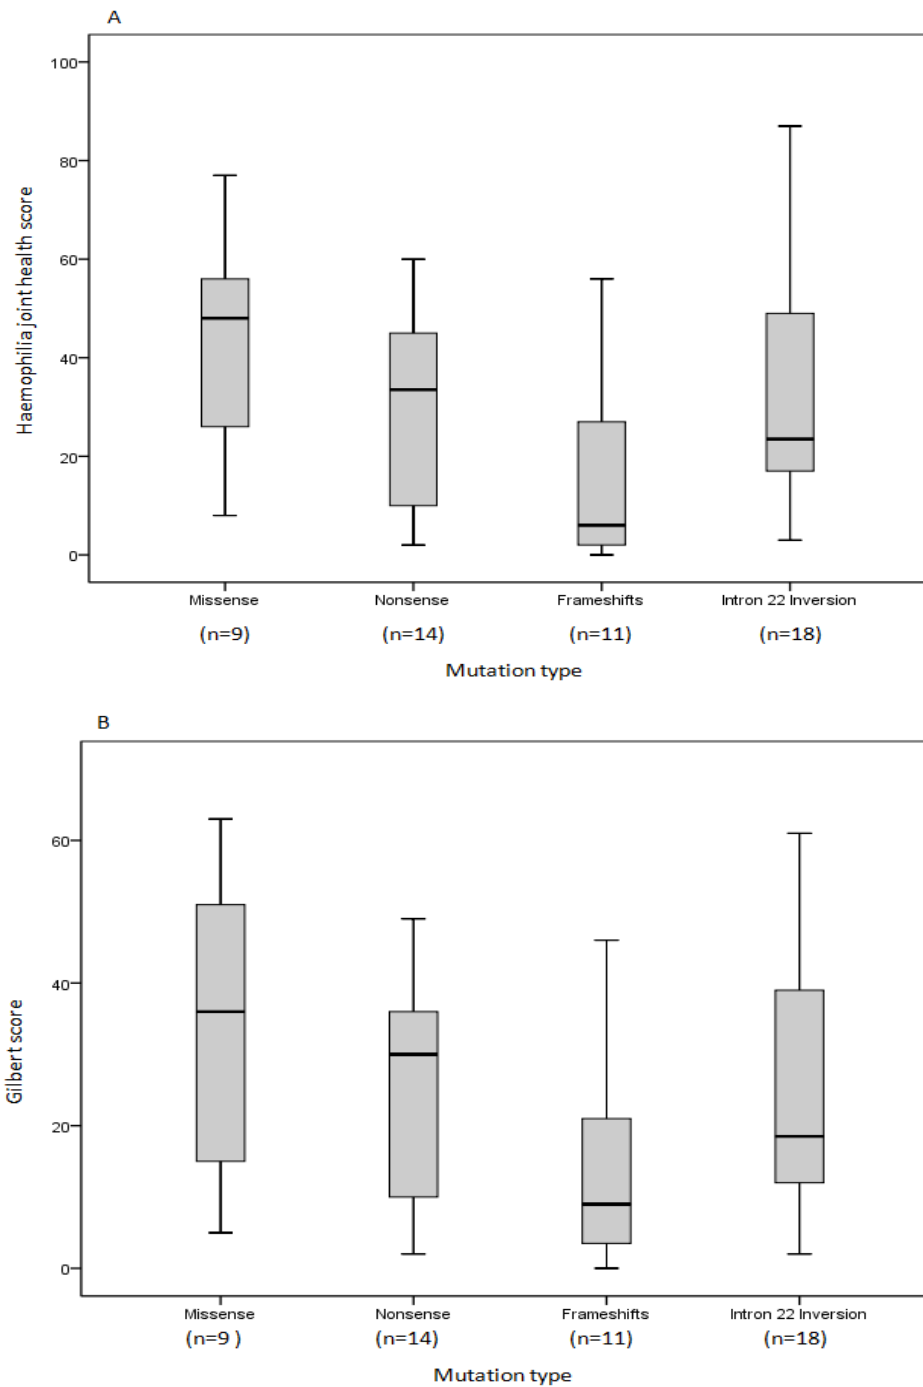 A
Haemophilia joint health score
100
80
60
40
20
0
Missense Nonsense Frameshifts Intron 22 Inversion
(n=9) (n=14) (n=11) (n=18)
Mutation type
B
Gilbert score
60
40
20
0
Missense Nonsense Frameshifts Intron 22 Inversion
(n=9 ) (n=14) (n=11) (n=18)
Mutation type